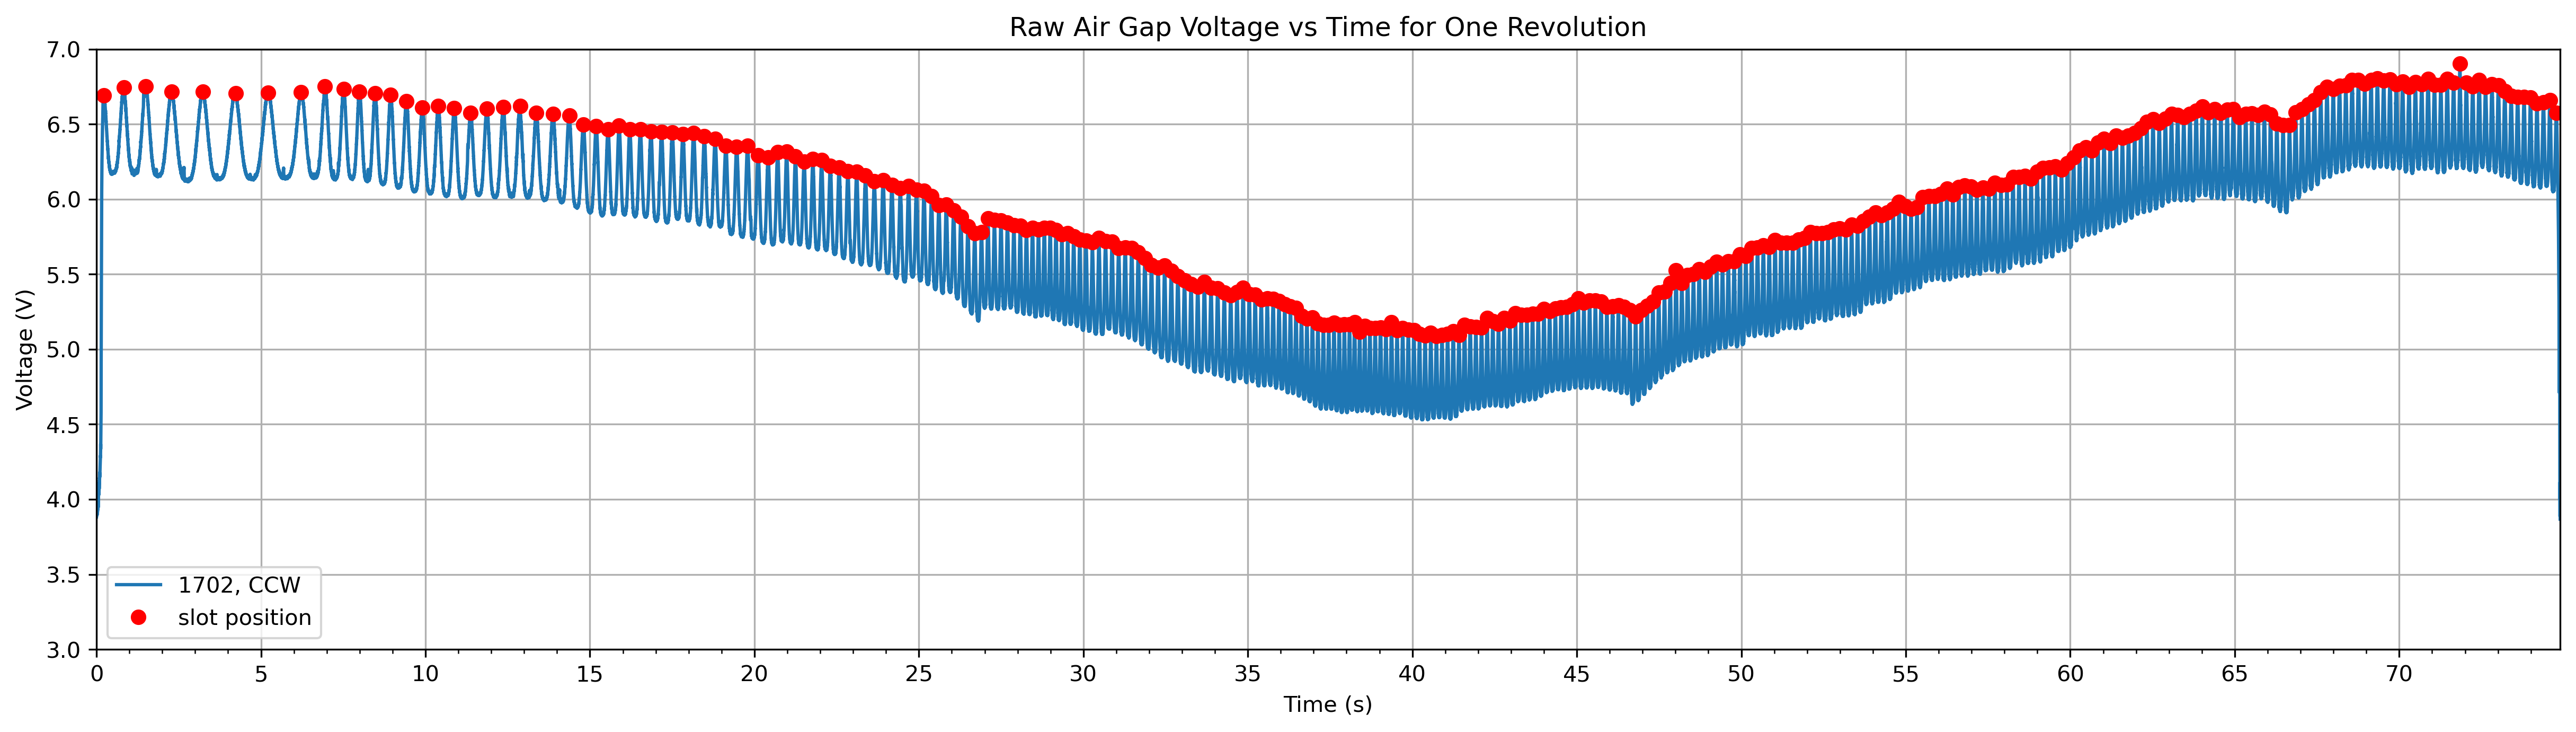 Raw Air Gap Voltage vs Time for One Revolution
7.0
6.5
6.0
5.5
5.0
4.5
4.0
3.5
3.0
Voltage (V)
1702, CCW
slot position
0 5 10 15 20 25 30 35 40 45 50 55 60 65 70
Time (s)